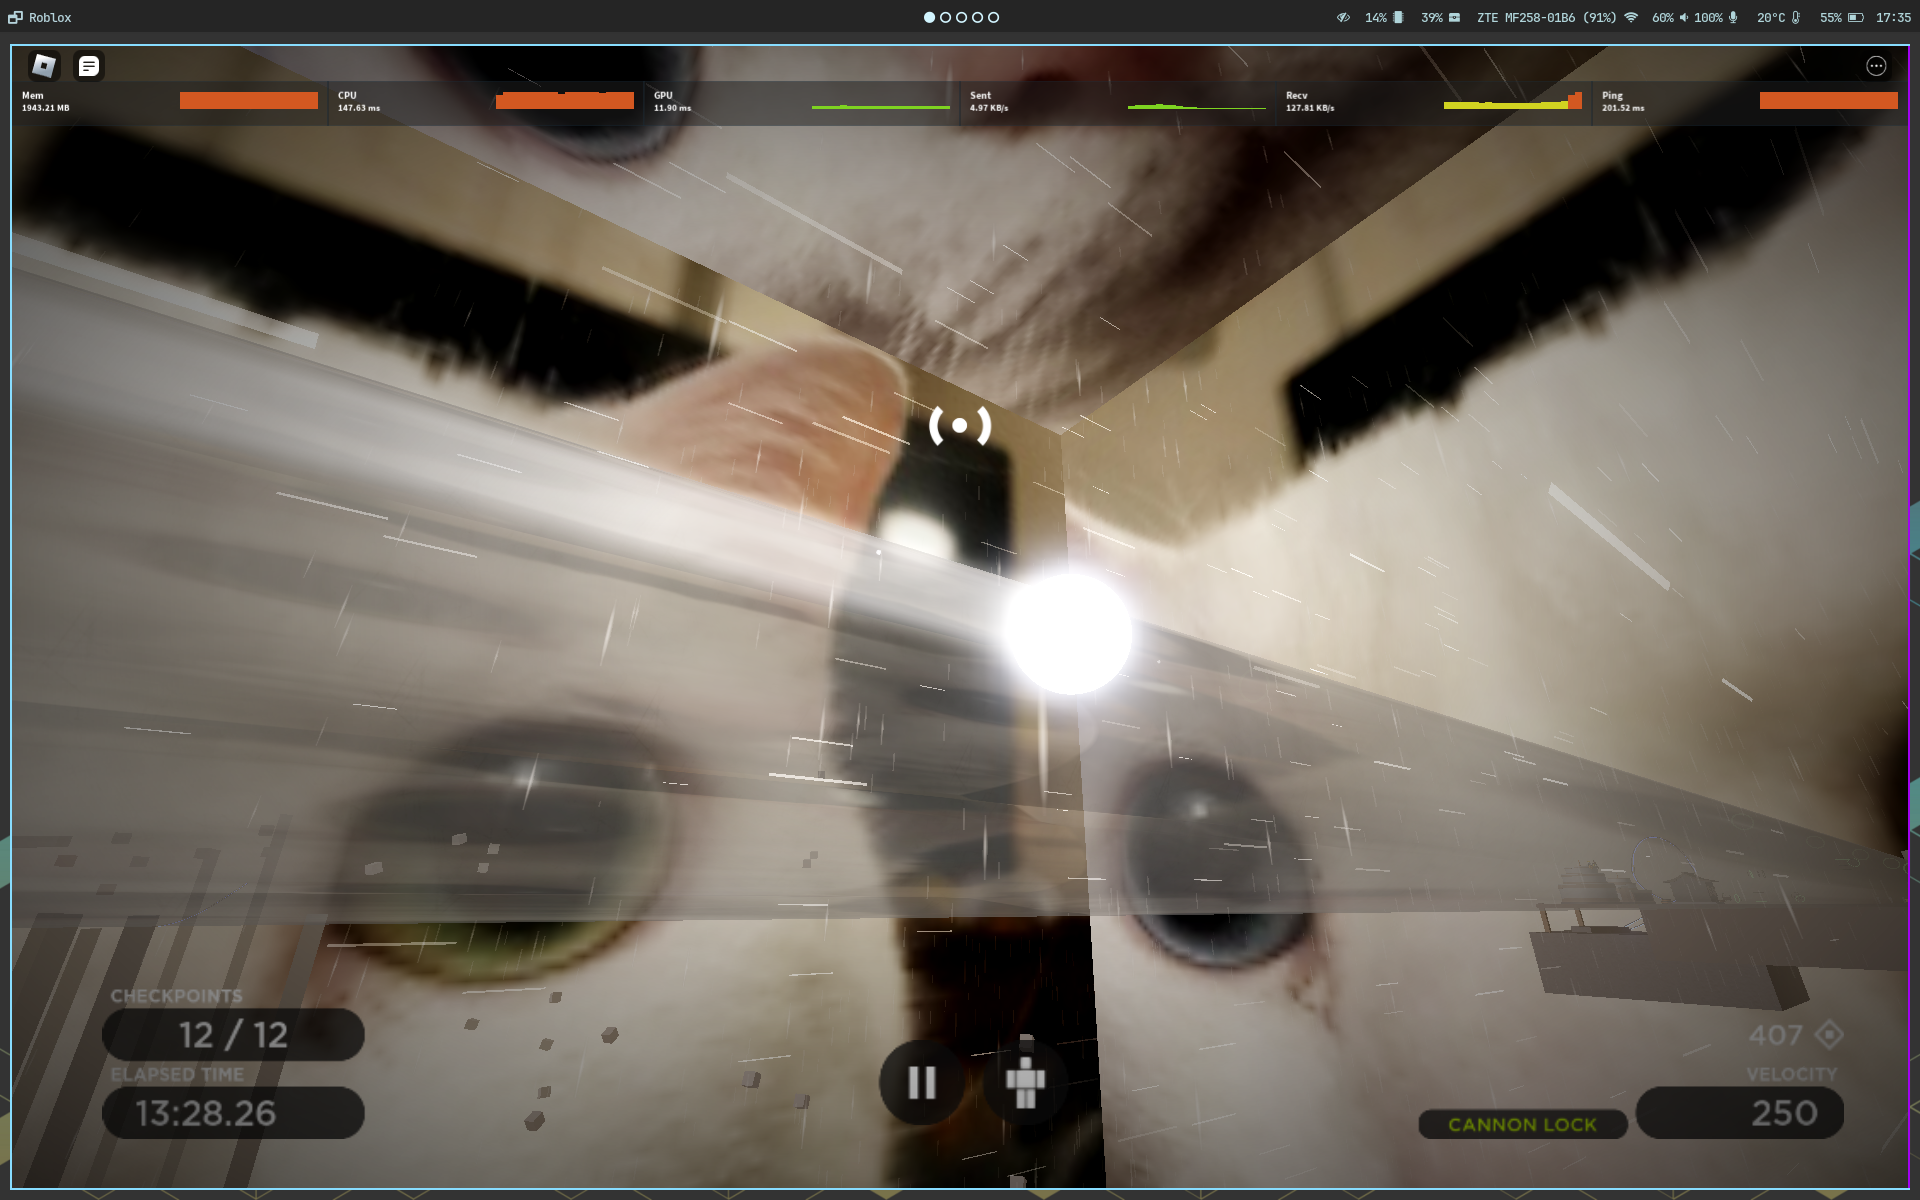 Roblox
14% 39% ZTE MF258-01B6 (91%) 60% 100% 20°C 55% 17:35
Mem CPU GPU Sent Recv Ping
1943.21 MB 147.63 ms 11.90 ms 4.97 KB/s 127.81 KB/s 201.52 ms
CHECKPOINTS
12 / 12
ELAPSED TIME
13:28.26
407
VELOCITY
250
CANNON LOCK